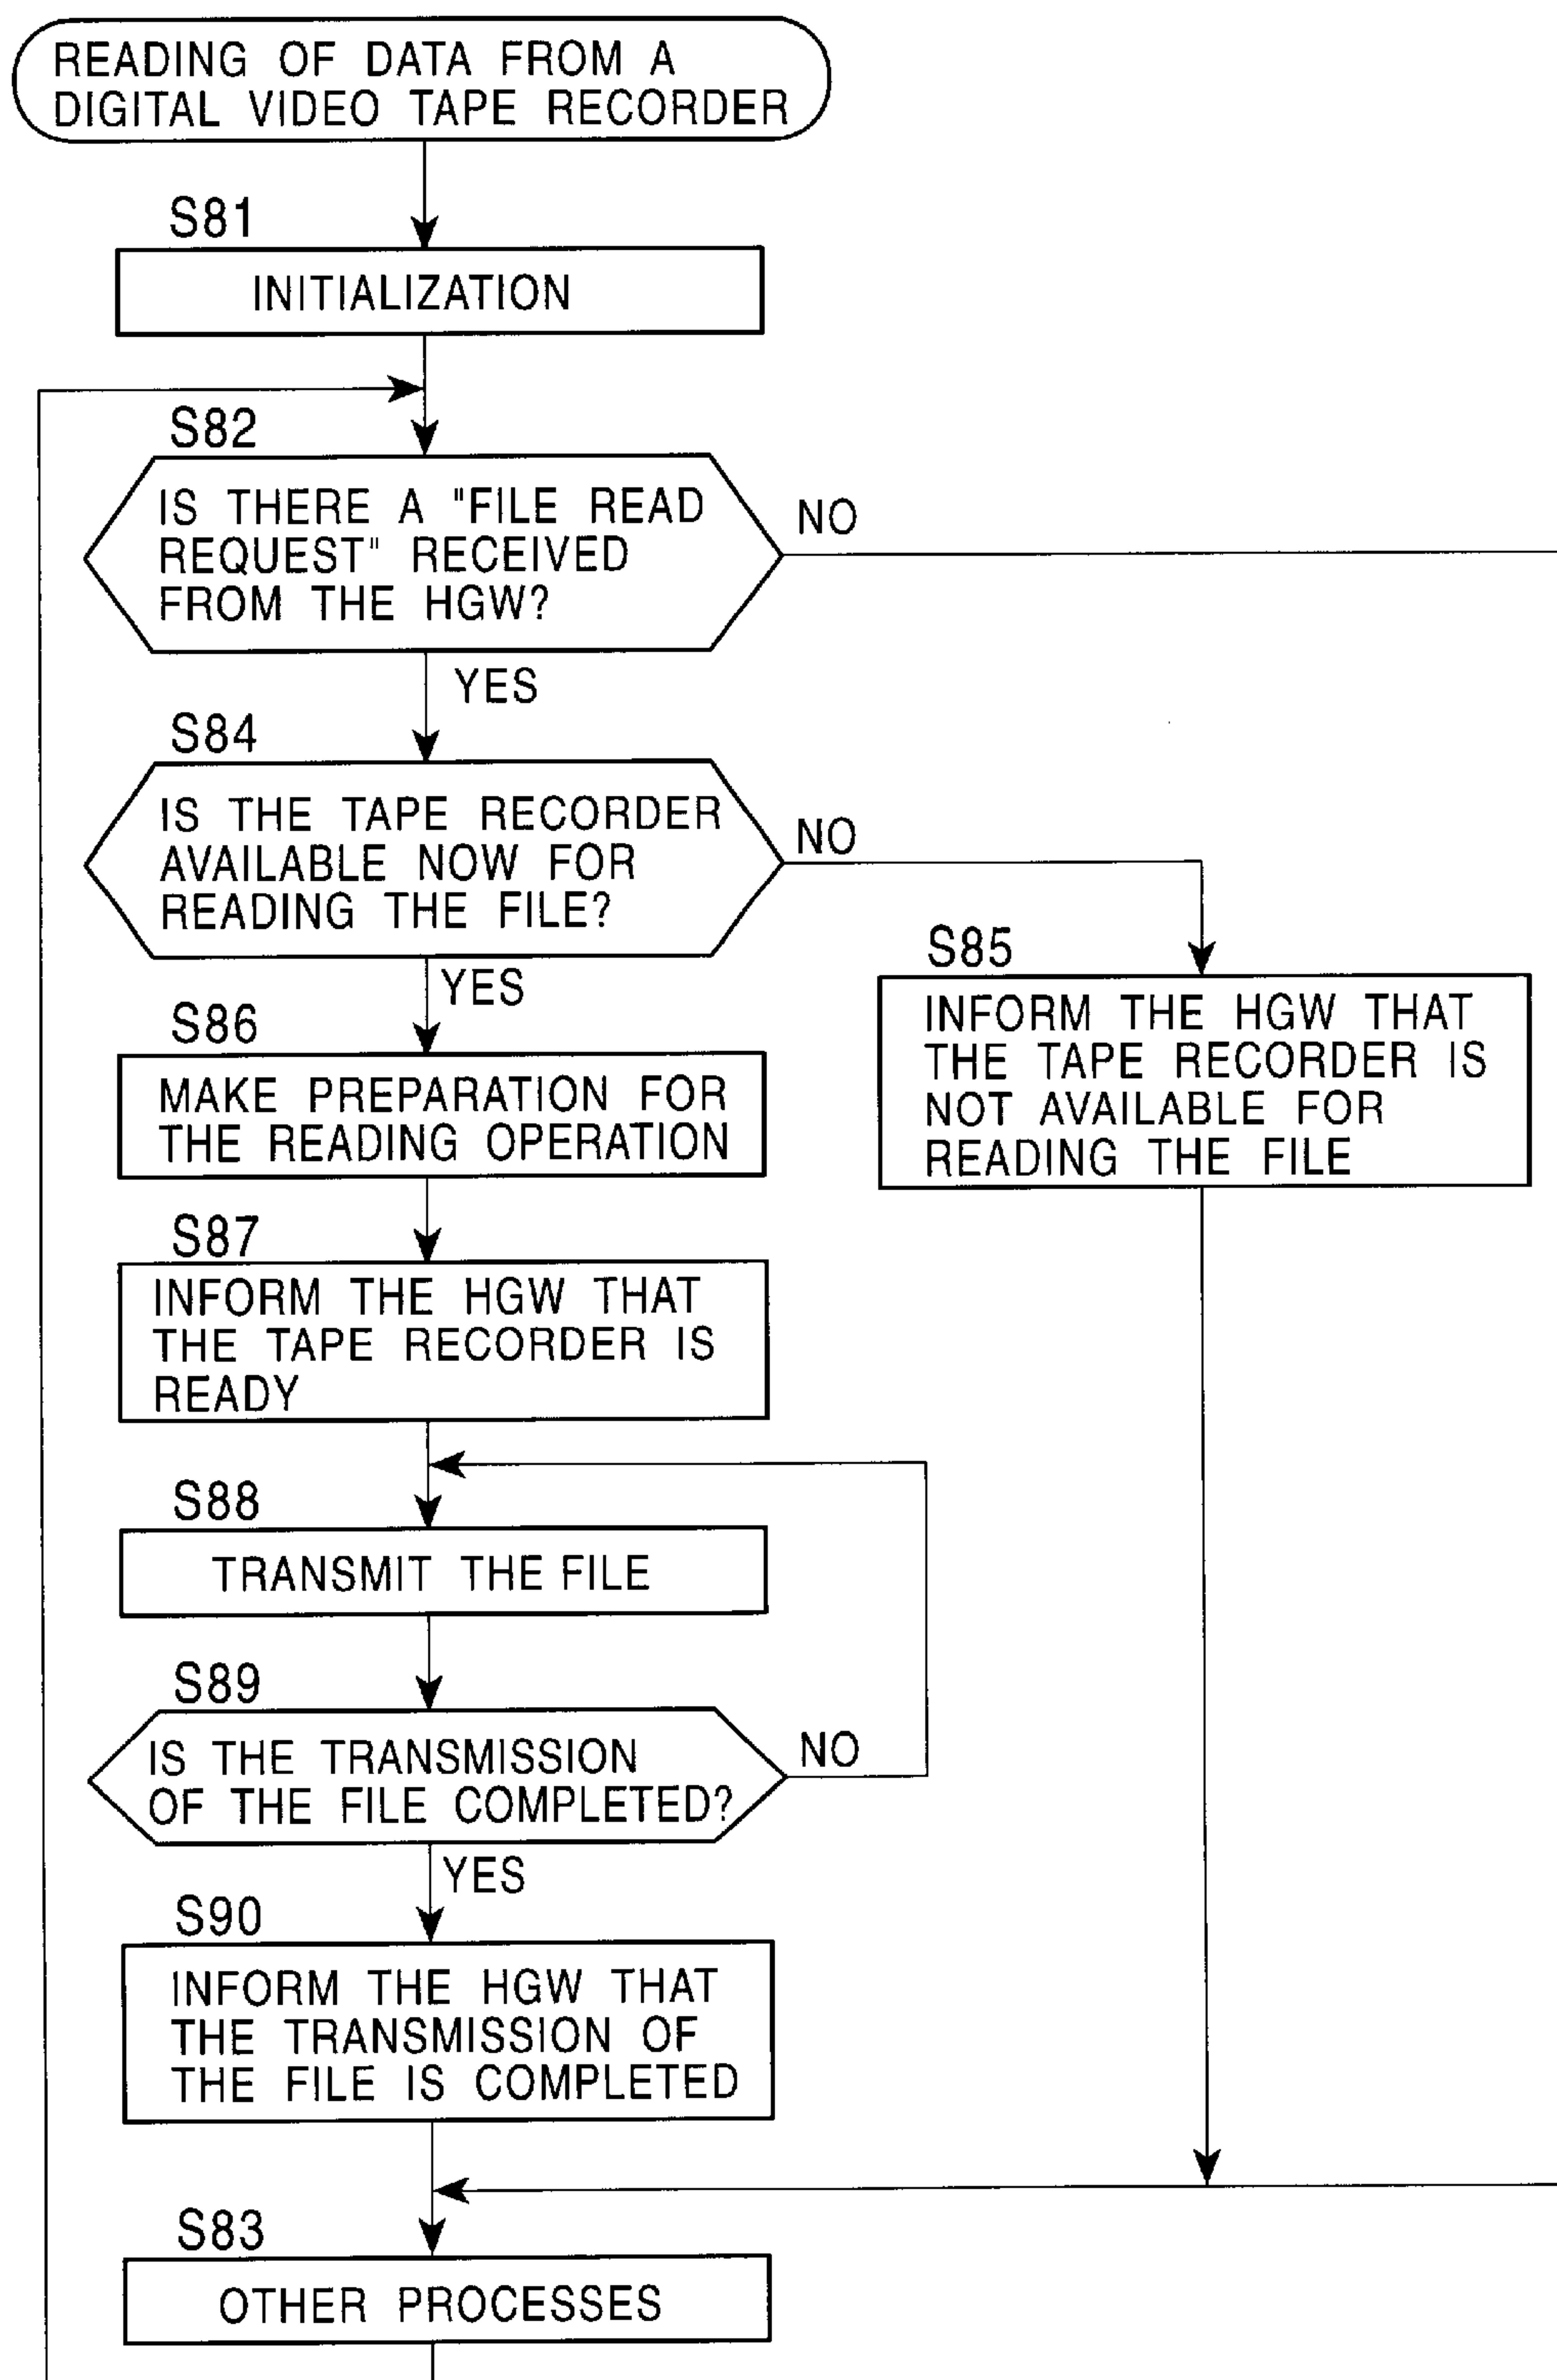 READING OF DATA FROM A
DIGITAL VIDEO TAPE RECORDER
S81
INITIALIZATION
S82
IS THERE A "FILE READ
REQUEST" RECEIVED
FROM THE HGW?
NO
YES
S84
IS THE TAPE RECORDER
AVAILABLE NOW FOR
READING THE FILE?
NO
YES
S85
INFORM THE HGW THAT
THE TAPE RECORDER IS
NOT AVAILABLE FOR
READING THE FILE
S86
MAKE PREPARATION FOR
THE READING OPERATION
S87
INFORM THE HGW THAT
THE TAPE RECORDER IS
READY
S88
TRANSMIT THE FILE
S89
IS THE TRANSMISSION
OF THE FILE COMPLETED?
NO
YES
S90
INFORM THE HGW THAT
THE TRANSMISSION OF
THE FILE IS COMPLETED
S83
OTHER PROCESSES